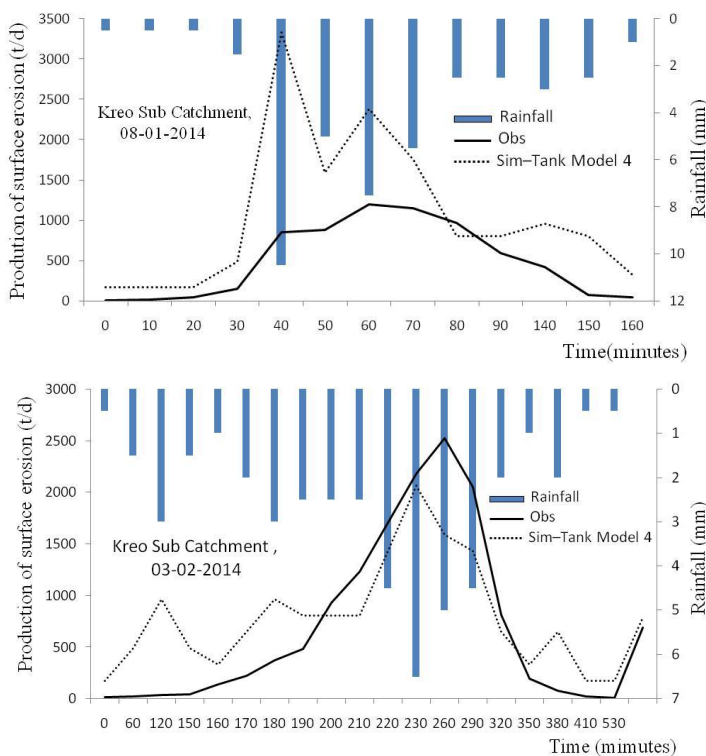 Prodution of surface erosion (t/d)
3500
3000
2500
2000
1500
1000
500
0
Kreo Sub Catchment,
08-01-2014
Rainfall
Obs
Sim–Tank Model 4
0
2
4
6
8
10
12
Rainfall (mm)
0 10 20 30 40 50 60 70 80 90 140 150 160
Time(minutes)
Production of surface erosion (t/d)
3000
2500
2000
1500
1000
500
0
Kreo Sub Catchment ,
03-02-2014
Rainfall
Obs
Sim–Tank Model 4
0
1
2
3
4
5
6
7
Rainfall (mm)
0 60 120 150 160 170 180 190 200 210 220 230 260 290 320 350 380 410 530
Time (mimutes)